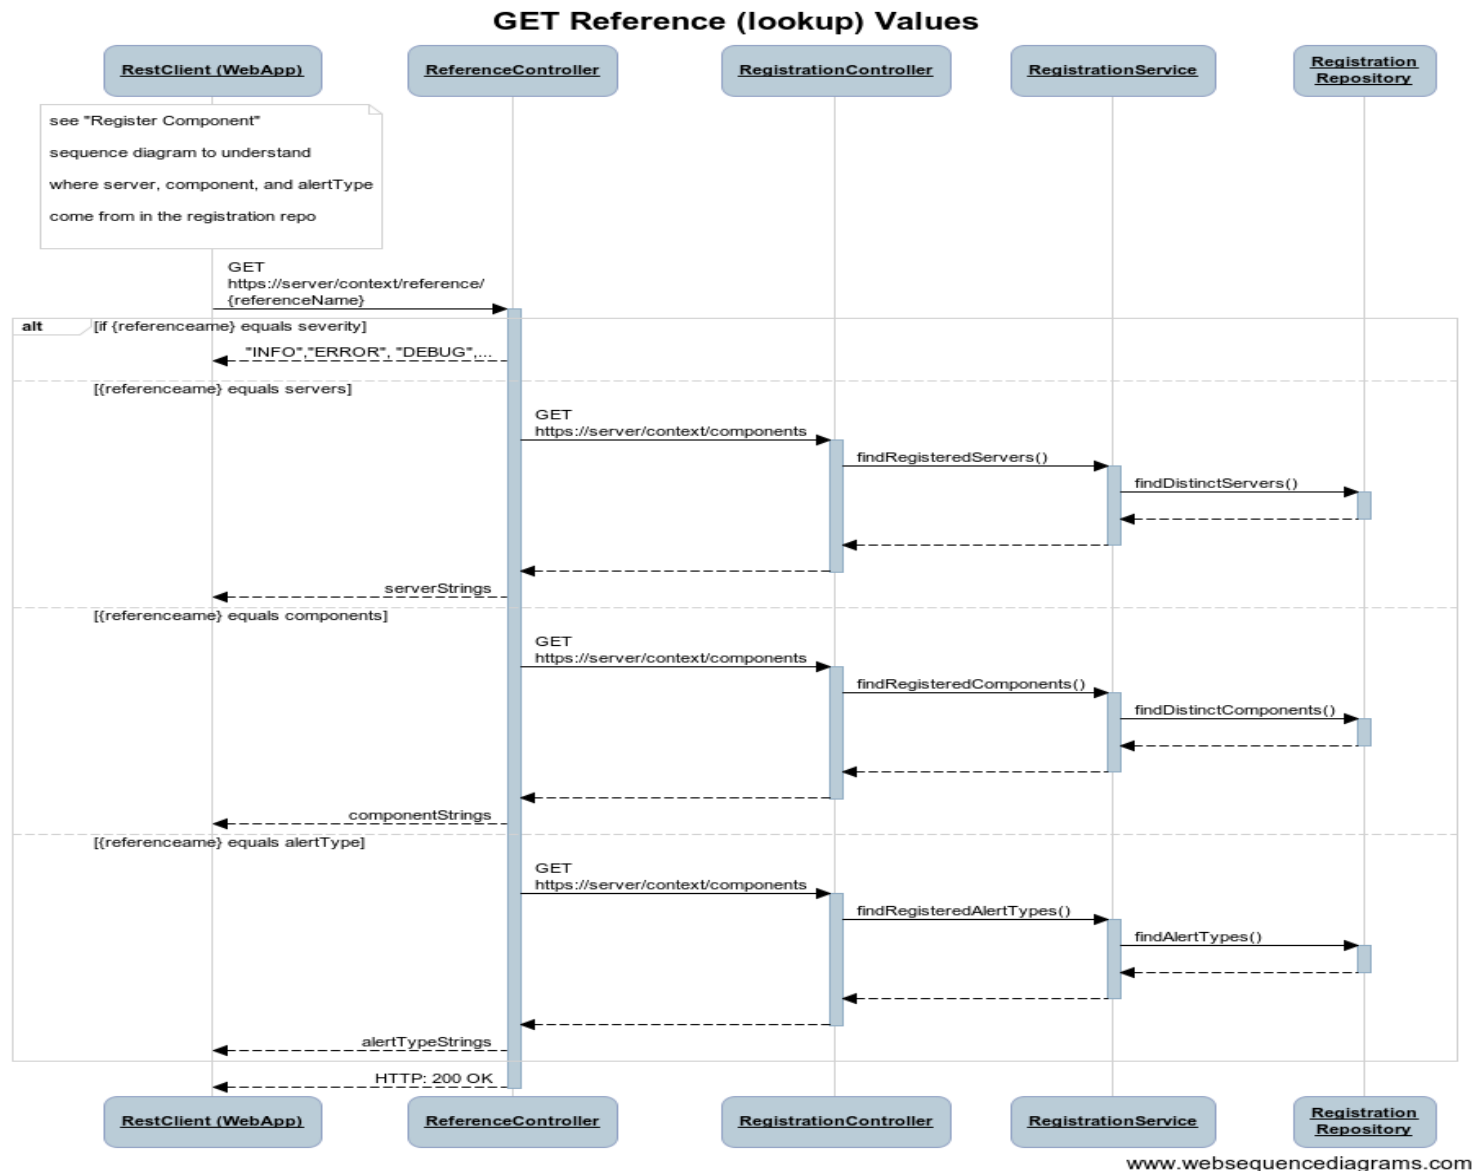 GET Reference (lookup) Values
RestClient (WebApp)
ReferenceController
RegistrationController
RegistrationService
Registration
Repository
see "Register Component"
sequence diagram to understand
where server, component, and alertType
come from in the registration repo
GET
https://server/context/reference/
{referenceName}
alt
[if {referenceame} equals severity]
"INFO","ERROR", "DEBUG",...
[{referenceame} equals servers]
GET
https://server/context/components
findRegisteredServers()
findDistinctServers()
serverStrings
[{referenceame} equals components]
GET
https://server/context/components
findRegisteredComponents()
findDistinctComponents()
componentStrings
[{referenceame} equals alertType]
GET
https://server/context/components
findRegisteredAlertTypes()
findAlertTypes()
alertTypeStrings
HTTP: 200 OK
RestClient (WebApp)
ReferenceController
RegistrationController
RegistrationService
Registration
Repository
www.websequencediagrams.com